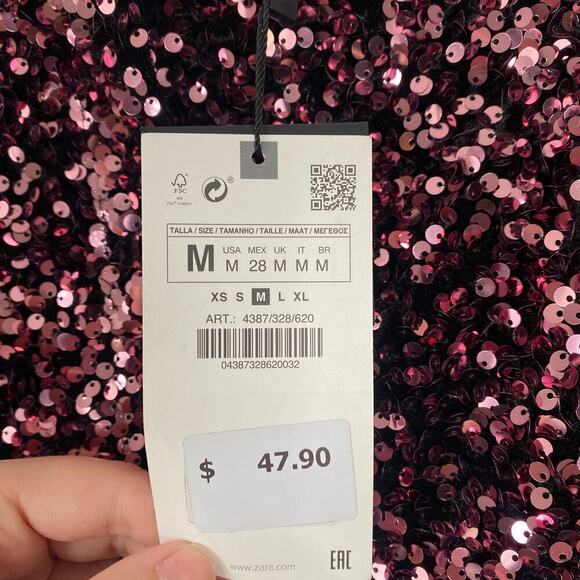 FSC
MIX
®
TALLA / SIZE / TAMANHO / TAILLE / MAAT / ΜΕΓΕΘΟΣ
M
USA MEX UK IT BR
M 28 M M M
XS S M L XL
ART.: 4387/328/620
04387328620032
$ 47.90
www.zara.com
EAC